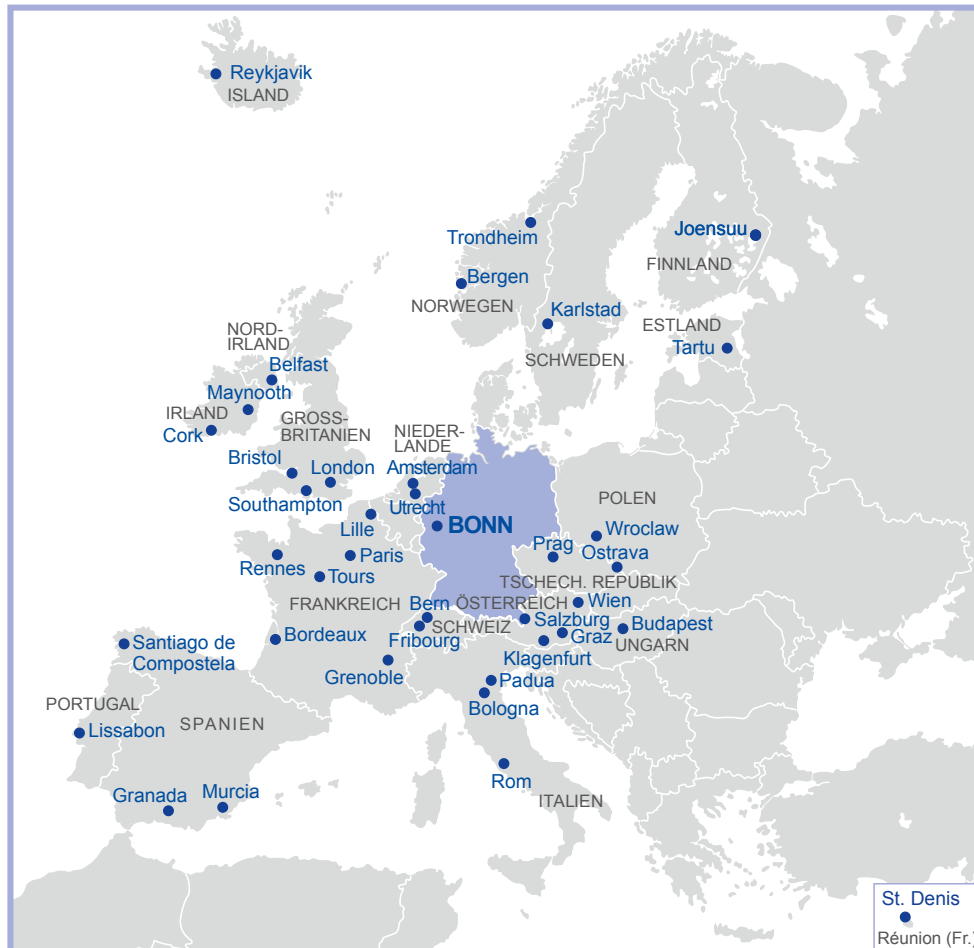 Reykjavik
ISLAND
Trondheim
Joensuu
FINNLAND
Bergen
NORWEGEN
Karlstad
ESTLAND
Tartu
SCHWEDEN
NORD-
IRLAND
Belfast
Maynooth
IRLAND
Cork
GROSS-
BRITANIEN
NIEDER-
LANDE
Bristol
London
Amsterdam
Southampton
Utrecht
POLEN
Lille
BONN
Wroclaw
Prag
Ostrava
Rennes
Paris
Tours
TSCHECH. REPUBLIK
FRANKREICH
Bern
ÖSTERREICH
Wien
Fribourg
SCHWEIZ
Salzburg
Graz
Budapest
UNGARN
Bordeaux
Klagenfurt
Santiago de
Compostela
Grenoble
Padua
Bologna
PORTUGAL
SPANIEN
Lissabon
Rom
ITALIEN
Granada
Murcia
St. Denis
Réunion (Fr.)